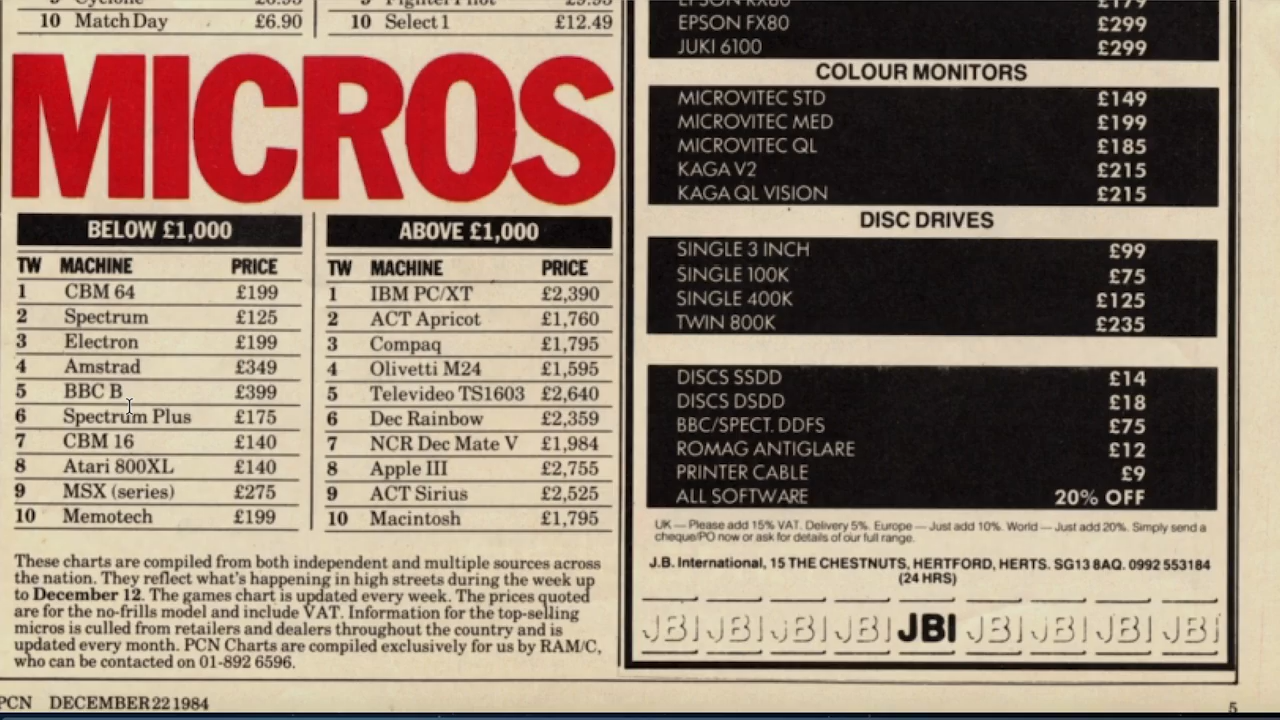 9 Cyclone £6.95
10 Match Day £6.90
9 Fighter Pilot £9.95
10 Select 1 £12.49
MICROS
BELOW £1,000
TW MACHINE PRICE
1 CBM 64 £199
2 Spectrum £125
3 Electron £199
4 Amstrad £349
5 BBC B £399
6 Spectrum Plus £175
7 CBM 16 £140
8 Atari 800XL £140
9 MSX (series) £275
10 Memotech £199
ABOVE £1,000
TW MACHINE PRICE
1 IBM PC/XT £2,390
2 ACT Apricot £1,760
3 Compaq £1,795
4 Olivetti M24 £1,595
5 Televideo TS1603 £2,640
6 Dec Rainbow £2,359
7 NCR Dec Mate V £1,984
8 Apple III £2,755
9 ACT Sirius £2,525
10 Macintosh £1,795
These charts are compiled from both independent and multiple sources across
the nation. They reflect what's happening in high streets during the week up
to December 12. The games chart is updated every week. The prices quoted
are for the no-frills model and include VAT. Information for the top-selling
micros is culled from retailers and dealers throughout the country and is
updated every month. PCN Charts are compiled exclusively for us by RAM/C,
who can be contacted on 01-892 6596.
EPSON RX80 £179
EPSON FX80 £299
JUKI 6100 £299
COLOUR MONITORS
MICROVITEC STD £149
MICROVITEC MED £199
MICROVITEC QL £185
KAGA V2 £215
KAGA QL VISION £215
DISC DRIVES
SINGLE 3 INCH £99
SINGLE 100K £75
SINGLE 400K £125
TWIN 800K £235
DISCS SSDD £14
DISCS DSDD £18
BBC/SPECT. DDFS £75
ROMAG ANTIGLARE £12
PRINTER CABLE £9
ALL SOFTWARE 20% OFF
UK — Please add 15% VAT. Delivery 5%. Europe — Just add 10%. World — Just add 20%. Simply send a
cheque/PO now or ask for details of our full range.
J.B. International, 15 THE CHESTNUTS, HERTFORD, HERTS. SG13 8AQ. 0992 553184
(24 HRS)
JBI JBI JBI JBI JBI JBI JBI JBI JBI
PCN DECEMBER 22 1984
5